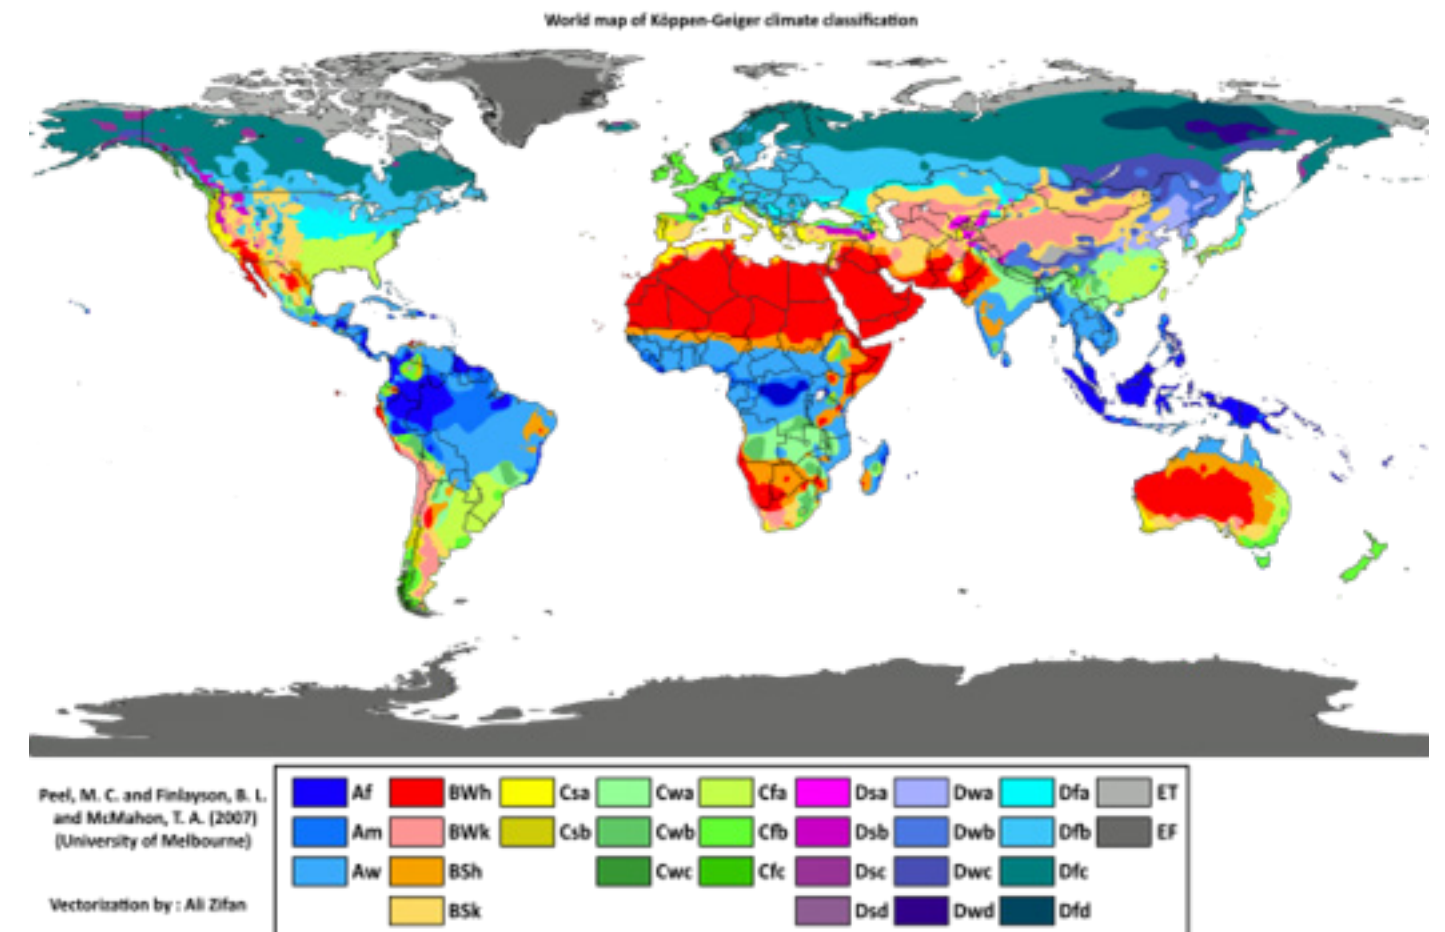 World map of Köppen-Geiger climate classification
Peel, M. C. and Finlayson, B. L.
and McMahon, T. A. (2007)
(University of Melbourne)
Vectorization by : Ali Zifan
Af BWh Csa Cwa Cfa Dsa Dwa Dfa ET
Am BWk Csb Cwb Cfb Dsb Dwb Dfb EF
Aw BSh Cwc Cfc Dsc Dwc Dfc
BSk Dsd Dwd Dfd